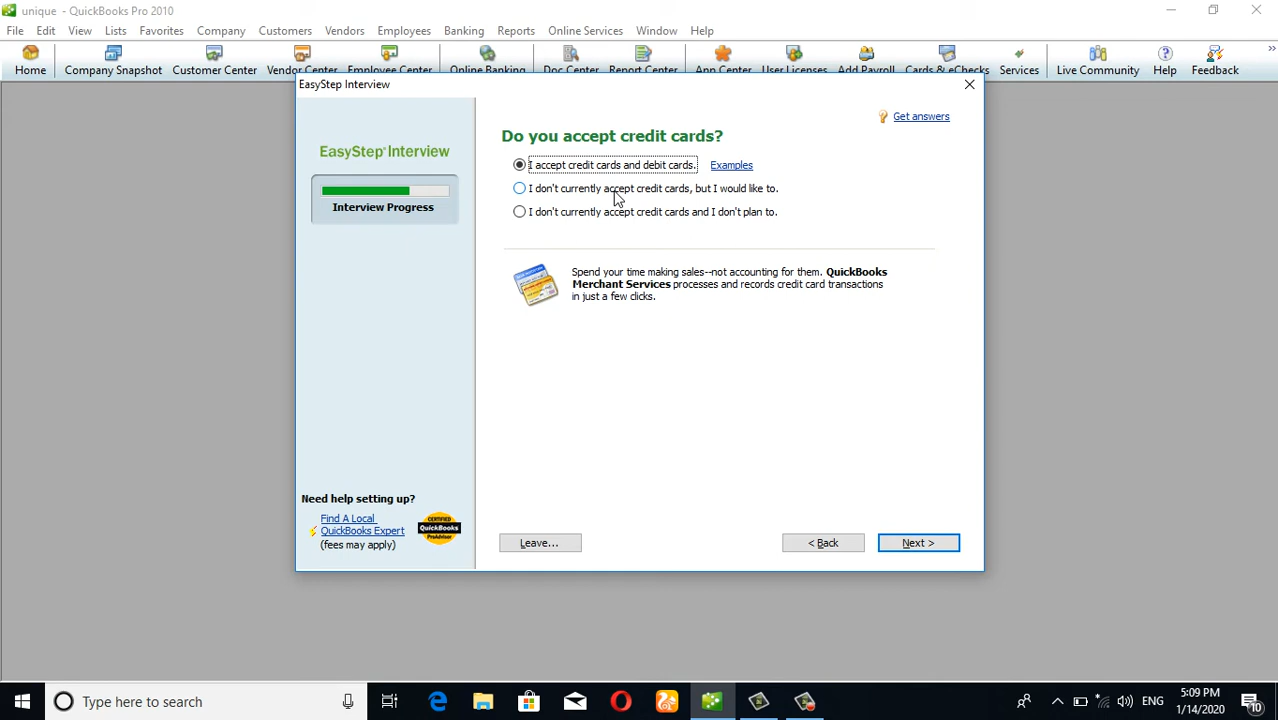 unique - QuickBooks Pro 2010
File Edit View Lists Favorites Company Customers Vendors Employees Banking Reports Online Services Window Help
Home Company Snapshot Customer Center Vendor Center Employee Center Online Banking Doc Center Report Center App Center User Licenses Add Payroll Cards & eChecks Services Live Community Help Feedback
EasyStep Interview
Get answers
EasyStep Interview
Interview Progress
Do you accept credit cards?
I accept credit cards and debit cards. Examples
I don't currently accept credit cards, but I would like to.
I don't currently accept credit cards and I don't plan to.
Spend your time making sales--not accounting for them. QuickBooks
Merchant Services processes and records credit card transactions
in just a few clicks.
Need help setting up?
Find A Local
QuickBooks Expert
(fees may apply)
CERTIFIED
QuickBooks
ProAdvisor
Leave... < Back Next >
Type here to search
ENG
5:09 PM
1/14/2020
10